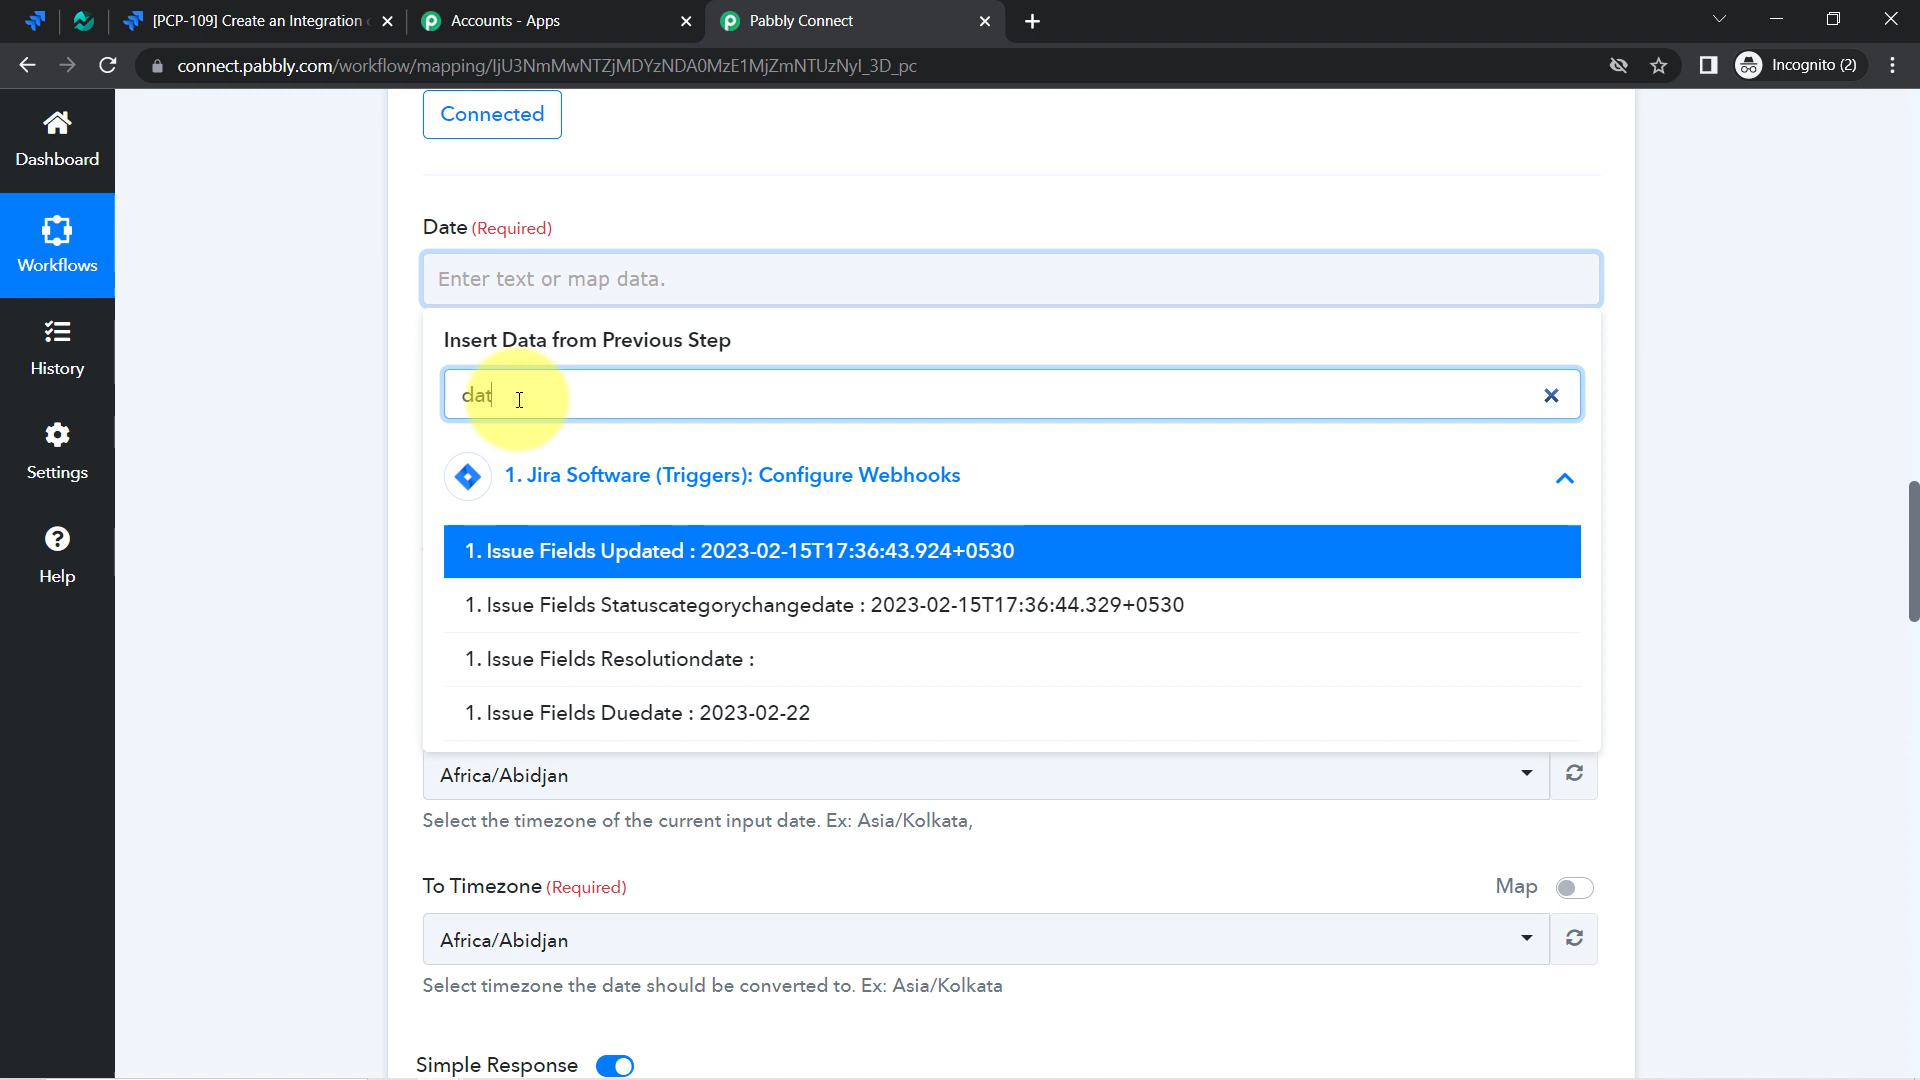 [PCP-109] Create an Integration
Accounts - Apps
Pabbly Connect
connect.pabbly.com/workflow/mapping/IjU3NmMwNTZjMDYzNDA0MzE1MjZmNTUzNyI_3D_pc
Incognito (2)
Dashboard
Workflows
History
Settings
Help
Connected
Date (Required)
Enter text or map data.
Insert Data from Previous Step
dat
1. Jira Software (Triggers): Configure Webhooks
1. Issue Fields Updated : 2023-02-15T17:36:43.924+0530
1. Issue Fields Statuscategorychangedate : 2023-02-15T17:36:44.329+0530
1. Issue Fields Resolutiondate :
1. Issue Fields Duedate : 2023-02-22
Africa/Abidjan
Select the timezone of the current input date. Ex: Asia/Kolkata,
To Timezone (Required)
Map
Africa/Abidjan
Select timezone the date should be converted to. Ex: Asia/Kolkata
Simple Response